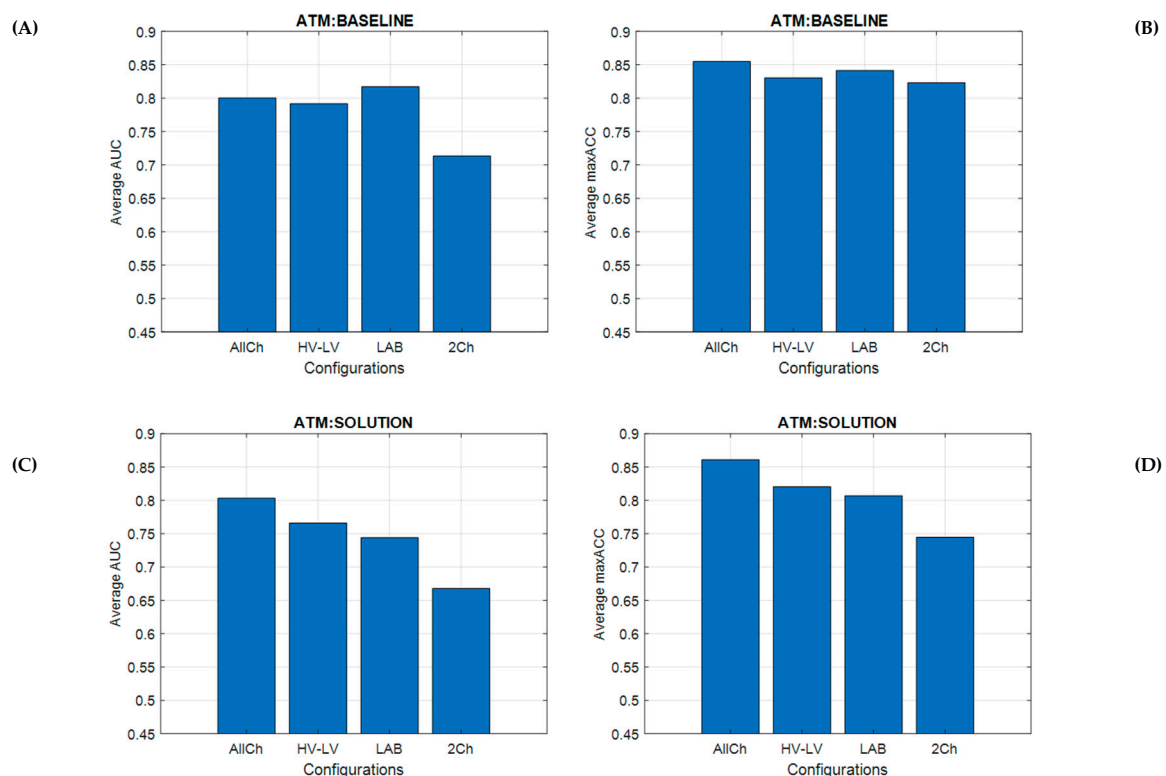 (A)
ATM:BASELINE
0.9
0.85
0.8
0.75
0.7
0.65
0.6
0.55
0.5
0.45
Average AUC
AllCh HV-LV LAB 2Ch
Configurations
(B)
ATM:BASELINE
0.9
0.85
0.8
0.75
0.7
0.65
0.6
0.55
0.5
0.45
Average maxACC
AllCh HV-LV LAB 2Ch
Configurations
(C)
ATM:SOLUTION
0.9
0.85
0.8
0.75
0.7
0.65
0.6
0.55
0.5
0.45
Average AUC
AllCh HV-LV LAB 2Ch
Configurations
(D)
ATM:SOLUTION
0.9
0.85
0.8
0.75
0.7
0.65
0.6
0.55
0.5
0.45
Average maxACC
AllCh HV-LV LAB 2Ch
Configurations